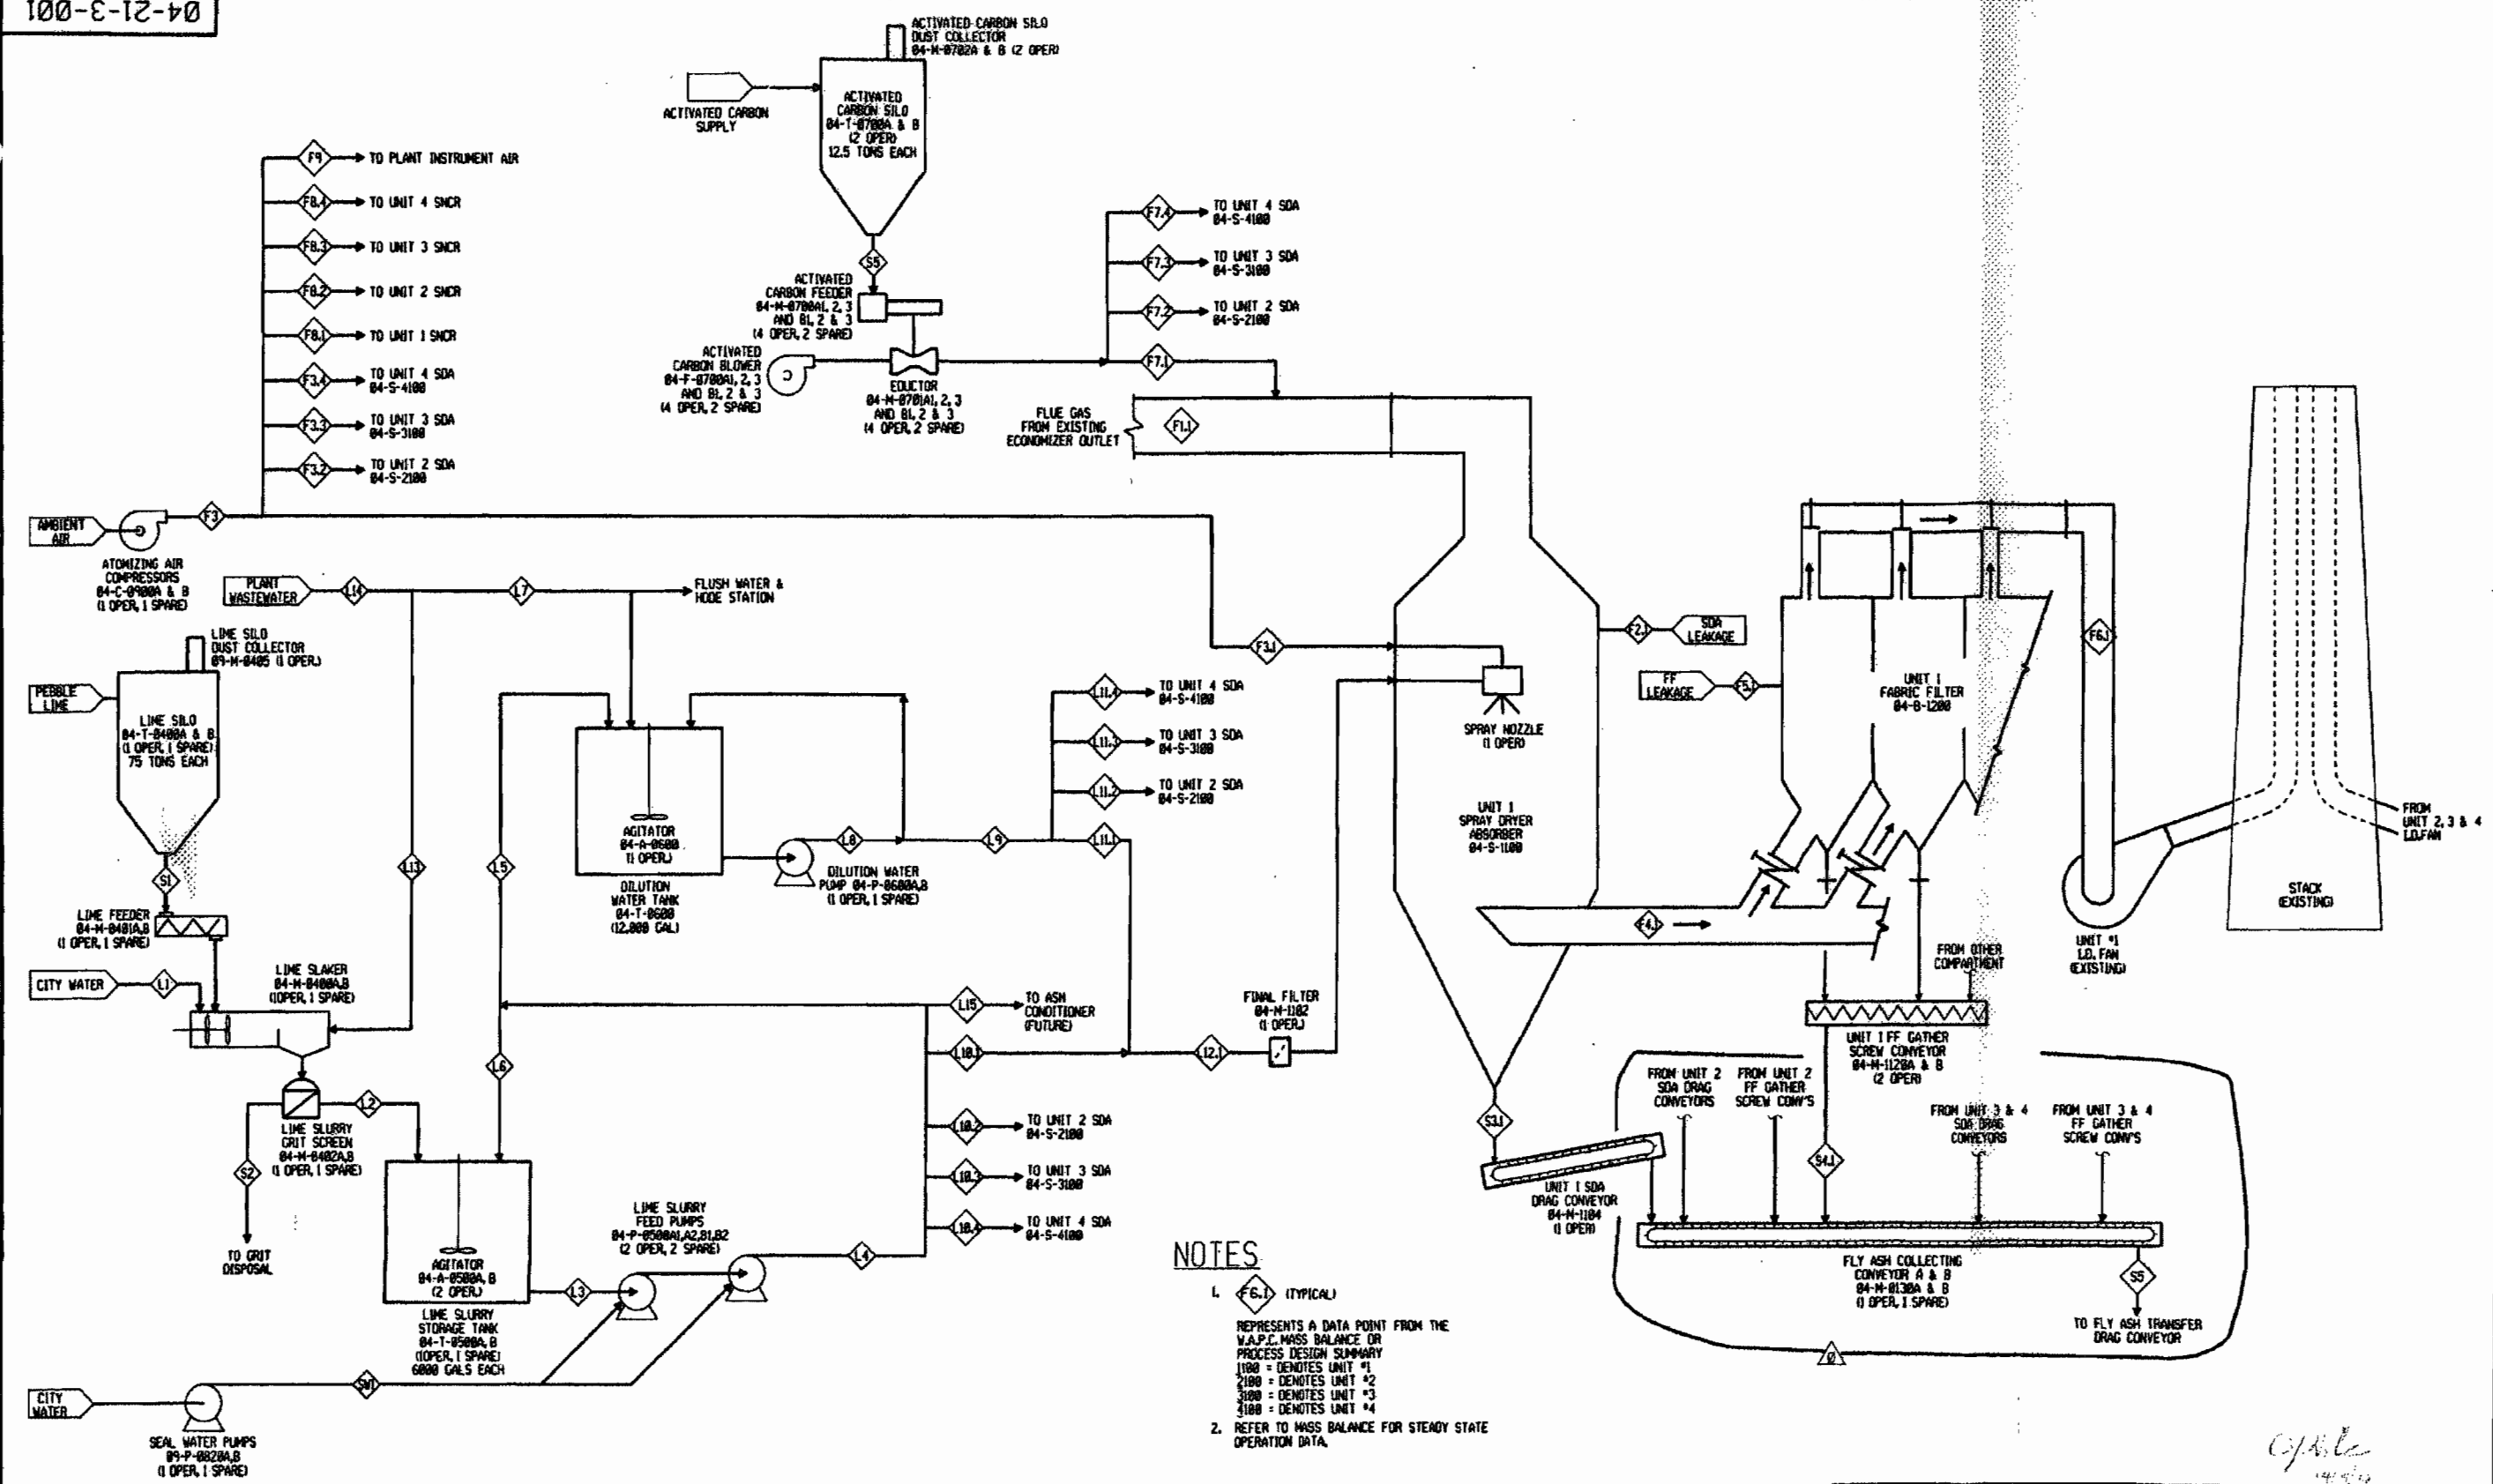 04-21-3-001
ACTIVATED CARBON SILO
DUST COLLECTOR
04-M-0702A & B (2 OPER)
ACTIVATED CARBON
SUPPLY
ACTIVATED
CARBON SILO
04-T-0700A & B
(2 OPER)
12.5 TONS EACH
S5
ACTIVATED
CARBON FEEDER
04-M-0700A1, 2, 3
AND B1, 2 & 3
(4 OPER, 2 SPARE)
ACTIVATED
CARBON BLOWER
04-F-0700A1, 2, 3
AND B1, 2 & 3
(4 OPER, 2 SPARE)
EDUCTOR
04-M-0701A1, 2, 3
AND B1, 2 & 3
(4 OPER, 2 SPARE)
F7.4
TO UNIT 4 SDA
04-S-4100
F7.3
TO UNIT 3 SDA
04-S-3100
F7.2
TO UNIT 2 SDA
04-S-2100
F7.1
FLUE GAS
FROM EXISTING
ECONOMIZER OUTLET
F1.1
F9
TO PLANT INSTRUMENT AIR
F8.4
TO UNIT 4 SNCR
F8.3
TO UNIT 3 SNCR
F8.2
TO UNIT 2 SNCR
F8.1
TO UNIT 1 SNCR
F3.4
TO UNIT 4 SDA
04-S-4100
F3.3
TO UNIT 3 SDA
04-S-3100
F3.2
TO UNIT 2 SDA
04-S-2100
AMBIENT
AIR
F3
ATOMIZING AIR
COMPRESSORS
04-C-0900A & B
(1 OPER, 1 SPARE)
PLANT
WASTEWATER
L14
L7
FLUSH WATER &
HOSE STATION
LIME SILO
DUST COLLECTOR
09-M-0405 (1 OPER.)
PEBBLE
LIME
LIME SILO
04-T-0400A & B
(1 OPER, 1 SPARE)
75 TONS EACH
S1
LIME FEEDER
04-M-0401A,B
(1 OPER, 1 SPARE)
CITY WATER
L1
LIME SLAKER
04-M-0400A,B
(1OPER, 1 SPARE)
L13
L5
L6
L2
LIME SLURRY
GRIT SCREEN
04-M-0402A,B
(1 OPER, 1 SPARE)
S2
TO GRIT
DISPOSAL
AGITATOR
04-A-0600
(1 OPER.)
DILUTION
WATER TANK
04-T-0600
(12,000 GAL)
L8
DILUTION WATER
PUMP 04-P-0600A,B
(1 OPER, 1 SPARE)
L9
L11.4
TO UNIT 4 SDA
04-S-4100
L11.3
TO UNIT 3 SDA
04-S-3100
L11.2
TO UNIT 2 SDA
04-S-2100
L11.1
AGITATOR
04-A-0500A, B
(2 OPER.)
LIME SLURRY
STORAGE TANK
04-T-0500A, B
(1OPER, 1 SPARE)
6000 GALS EACH
L3
LIME SLURRY
FEED PUMPS
04-P-0500A1,A2,B1,B2
(2 OPER, 2 SPARE)
L4
L15
TO ASH
CONDITIONER
(FUTURE)
L10.1
L10.2
TO UNIT 2 SDA
04-S-2100
L10.3
TO UNIT 3 SDA
04-S-3100
L10.4
TO UNIT 4 SDA
04-S-4100
L12.1
FINAL FILTER
04-M-1102
(1 OPER.)
CITY
WATER
SW1
SEAL WATER PUMPS
09-P-0820A,B
(1 OPER, 1 SPARE)
F3.1
SPRAY NOZZLE
(1 OPER)
UNIT 1
SPRAY DRYER
ABSORBER
04-S-1100
F2.1
SDA
LEAKAGE
FF
LEAKAGE
F5.1
UNIT 1
FABRIC FILTER
04-B-1200
F6.1
F4.1
FROM OTHER
COMPARTMENT
UNIT #1
I.D. FAN
(EXISTING)
STACK
(EXISTING)
FROM
UNIT 2, 3 & 4
I.D.FAN
UNIT 1 FF GATHER
SCREW CONVEYOR
04-M-1120A & B
(2 OPER)
S3.1
UNIT 1 SDA
DRAG CONVEYOR
04-M-1104
(1 OPER)
FROM UNIT 2
SDA DRAG
CONVEYORS
FROM UNIT 2
FF GATHER
SCREW CONV'S
S4.1
FROM UNIT 3 & 4
SDA DRAG
CONVEYORS
FROM UNIT 3 & 4
FF GATHER
SCREW CONV'S
FLY ASH COLLECTING
CONVEYOR A & B
04-M-0130A & B
(1 OPER, 1 SPARE)
S5
TO FLY ASH TRANSFER
DRAG CONVEYOR
0
NOTES
1. F6.1 (TYPICAL)
REPRESENTS A DATA POINT FROM THE
W.A.P.C. MASS BALANCE OR
PROCESS DESIGN SUMMARY
1100 = DENOTES UNIT #1
2100 = DENOTES UNIT #2
3100 = DENOTES UNIT #3
4100 = DENOTES UNIT #4
2. REFER TO MASS BALANCE FOR STEADY STATE
OPERATION DATA.